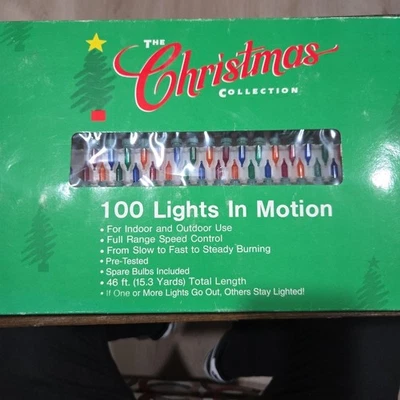 THE
Christmas
COLLECTION
100 Lights In Motion
• For Indoor and Outdoor Use
• Full Range Speed Control
• From Slow to Fast to Steady Burning
• Pre-Tested
• Spare Bulbs Included
• 46 ft. (15.3 Yards) Total Length
• If One or More Lights Go Out, Others Stay Lighted!